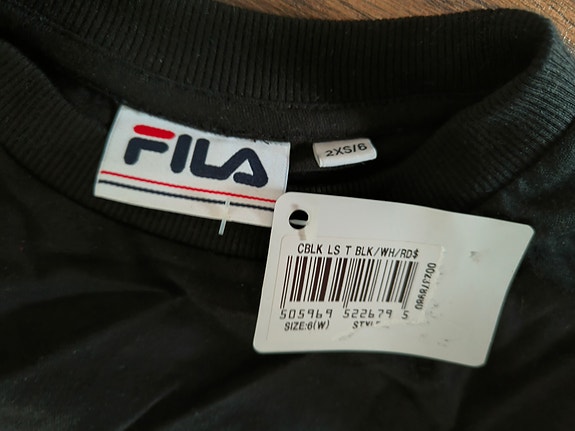 FILA
2XS/6
CBLK LS T BLK/WH/RD$
505969 522679 5
SIZE:6(W)